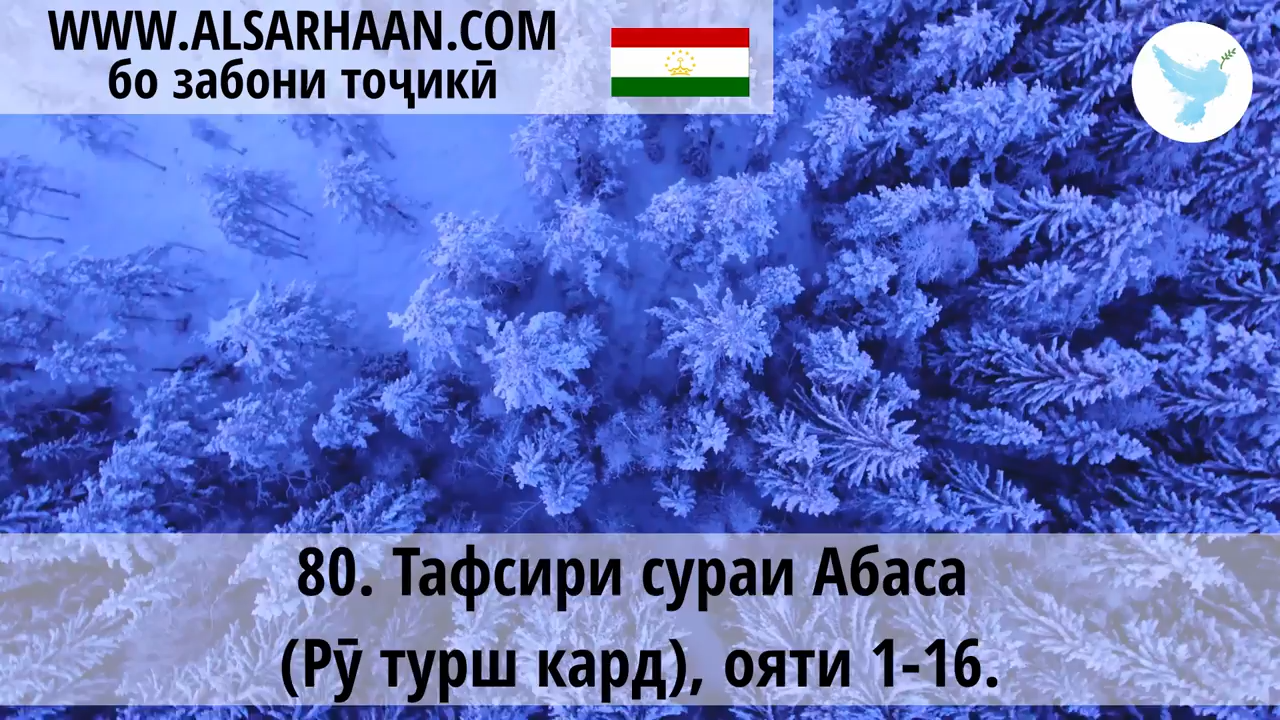 WWW.ALSARHAAN.COM
бо забони тоҷикӣ
80. Тафсири сураи Абаса
(Рӯ турш кард), ояти 1-16.